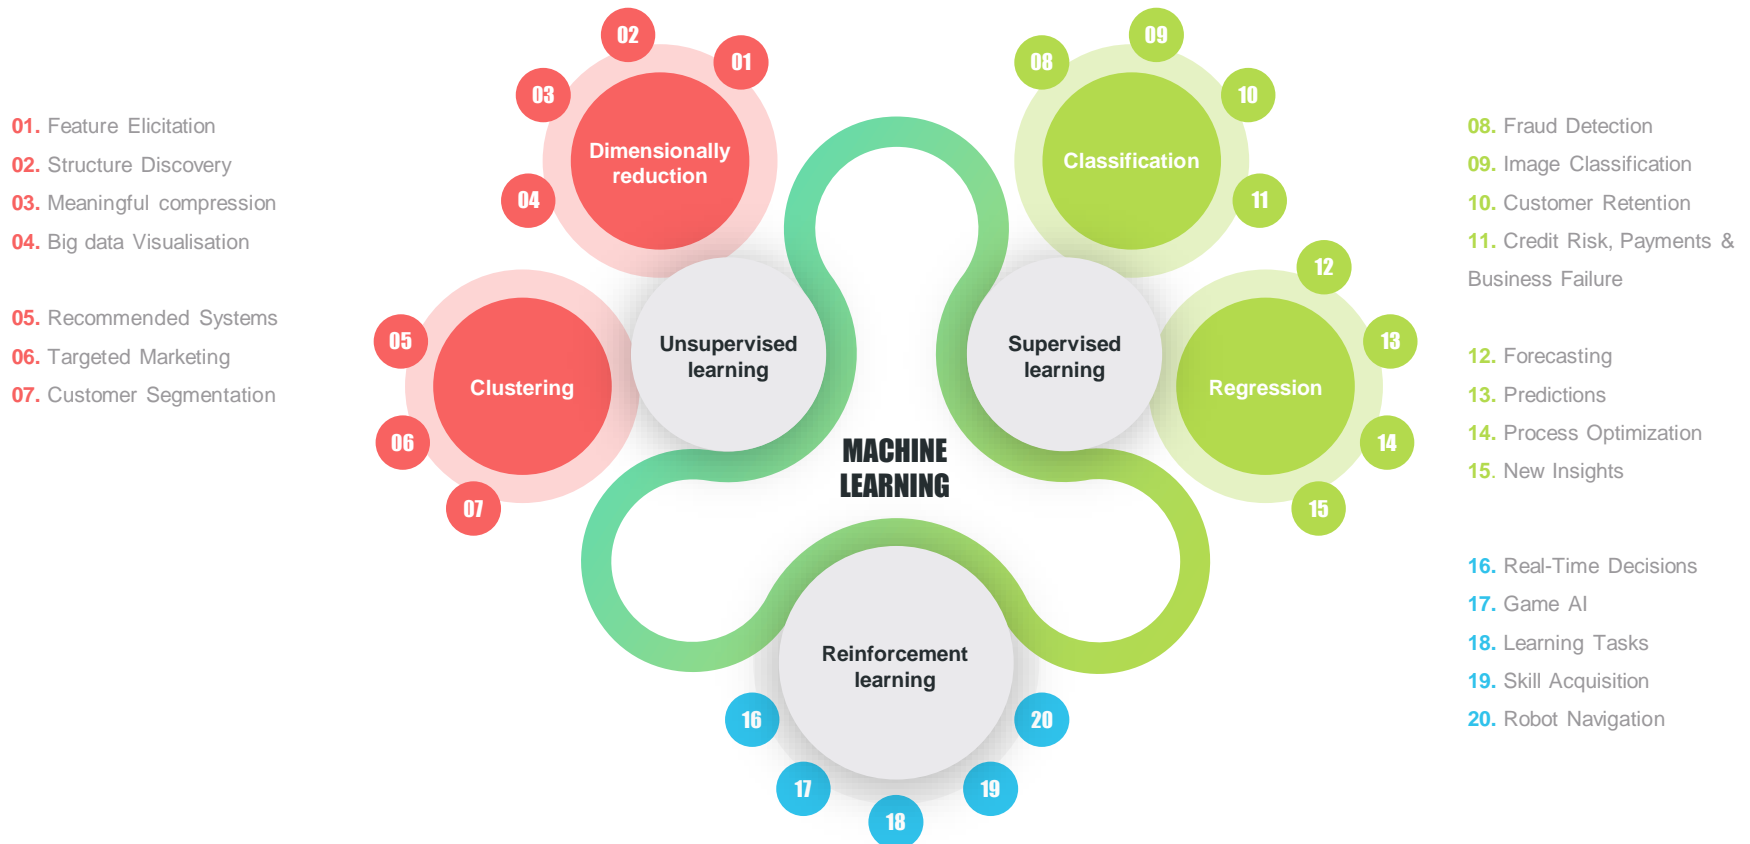 01. Feature Elicitation
02. Structure Discovery
03. Meaningful compression
04. Big data Visualisation
05. Recommended Systems
06. Targeted Marketing
07. Customer Segmentation
02
01
03
04
Dimensionally
reduction
05
06
07
Clustering
Unsupervised
learning
MACHINE
LEARNING
Supervised
learning
08
09
10
11
Classification
12
13
14
15
Regression
Reinforcement
learning
16
17
18
19
20
08. Fraud Detection
09. Image Classification
10. Customer Retention
11. Credit Risk, Payments &
Business Failure
12. Forecasting
13. Predictions
14. Process Optimization
15. New Insights
16. Real-Time Decisions
17. Game AI
18. Learning Tasks
19. Skill Acquisition
20. Robot Navigation